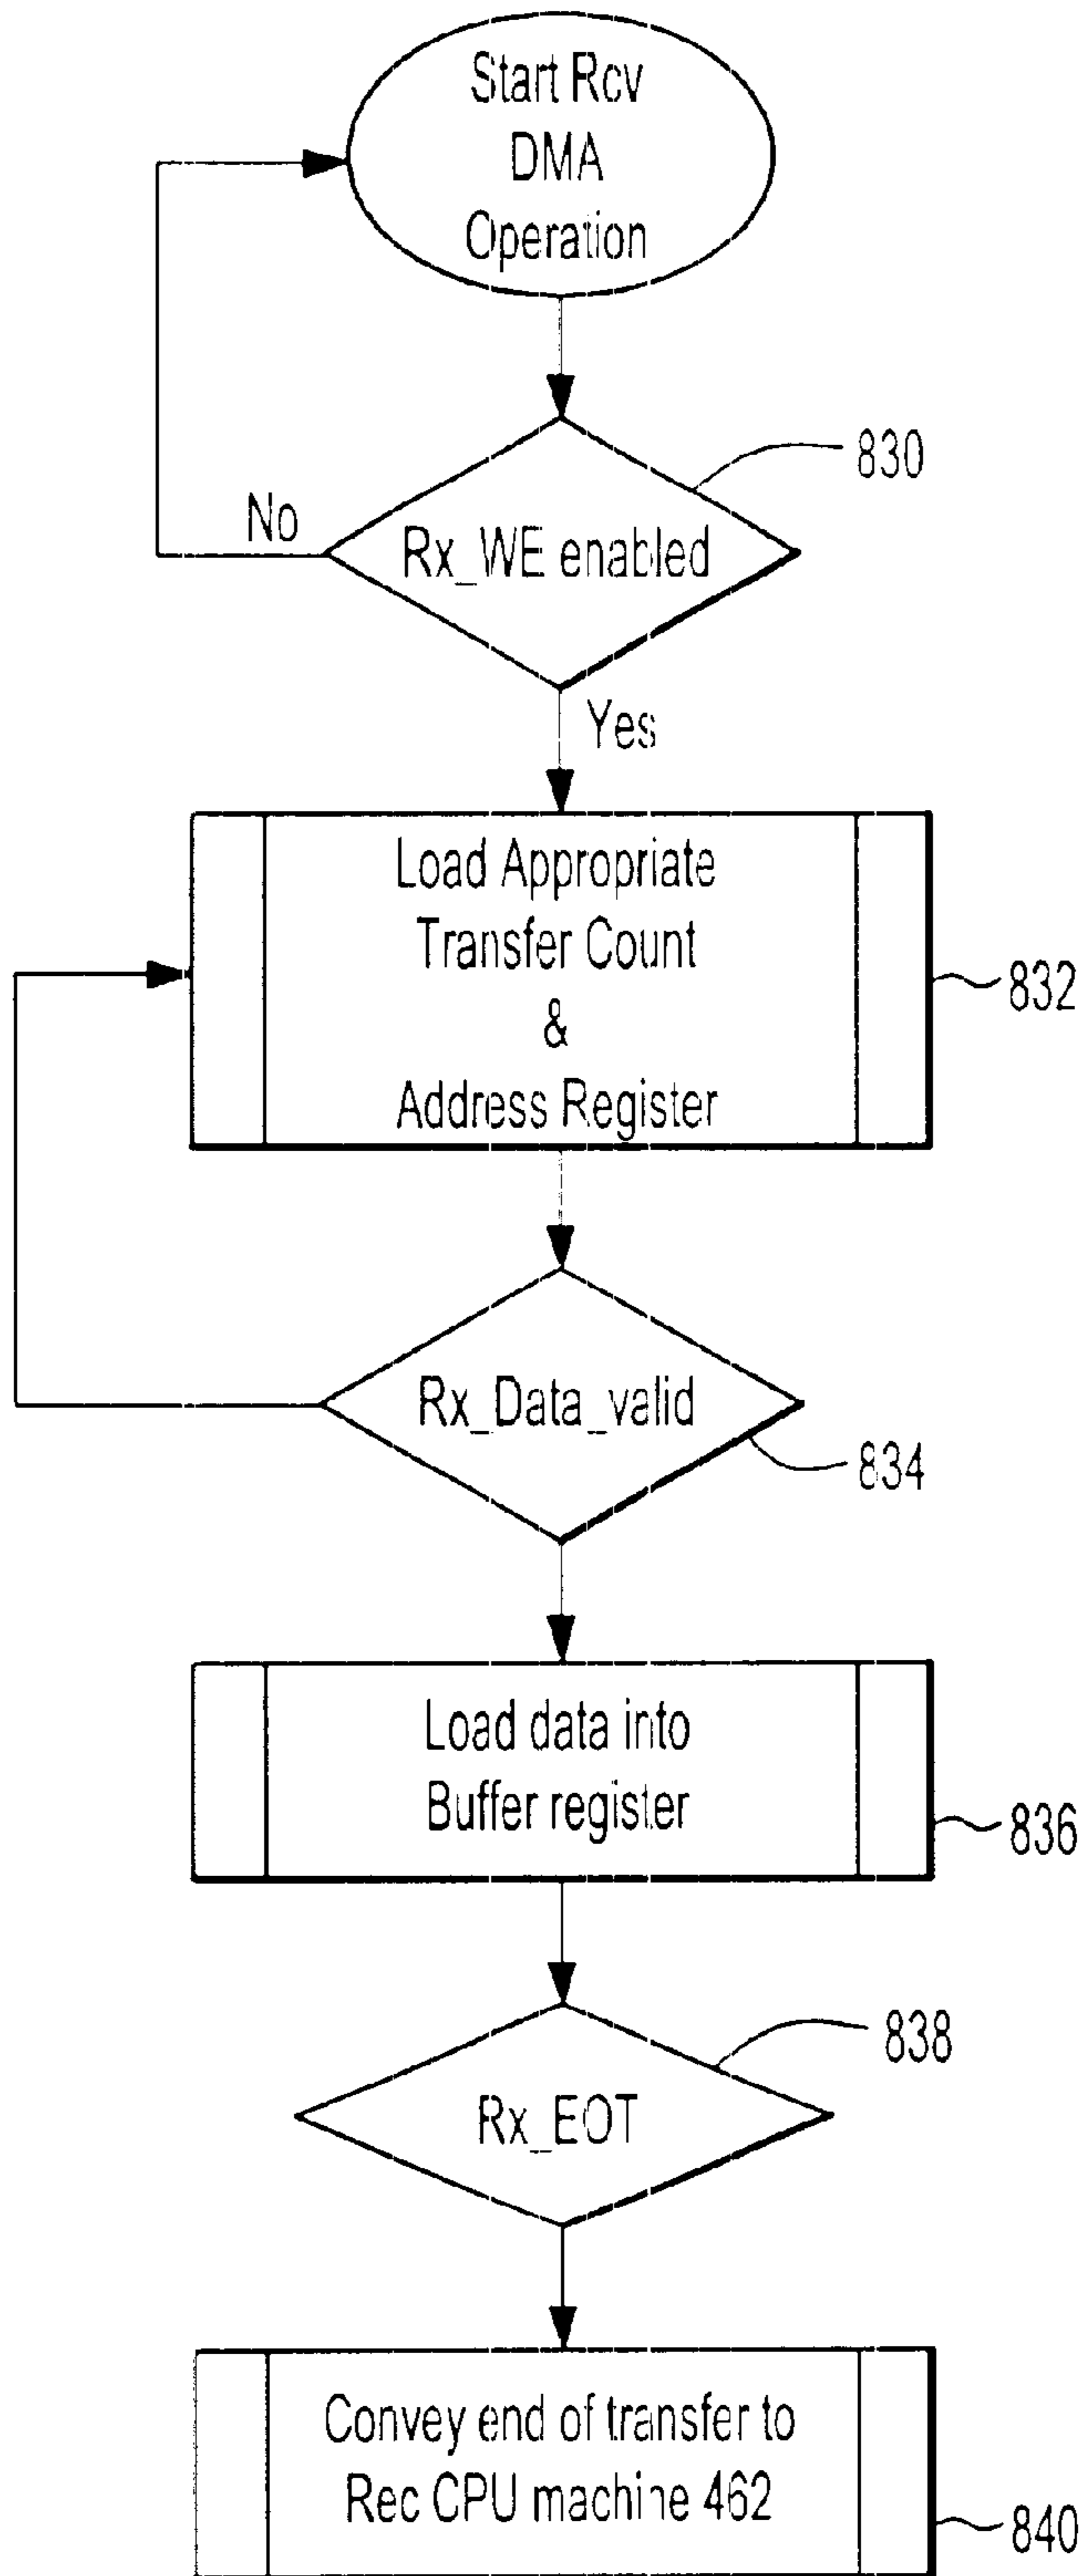 Start Rcv
DMA
Operation
830
No
Rx_WE enabled
Yes
Load Appropriate
Transfer Count
&
Address Register
832
Rx_Data_valid
834
Load data into
Buffer register
836
838
Rx_EOT
Convey end of transfer to
Rec CPU machine 462
840